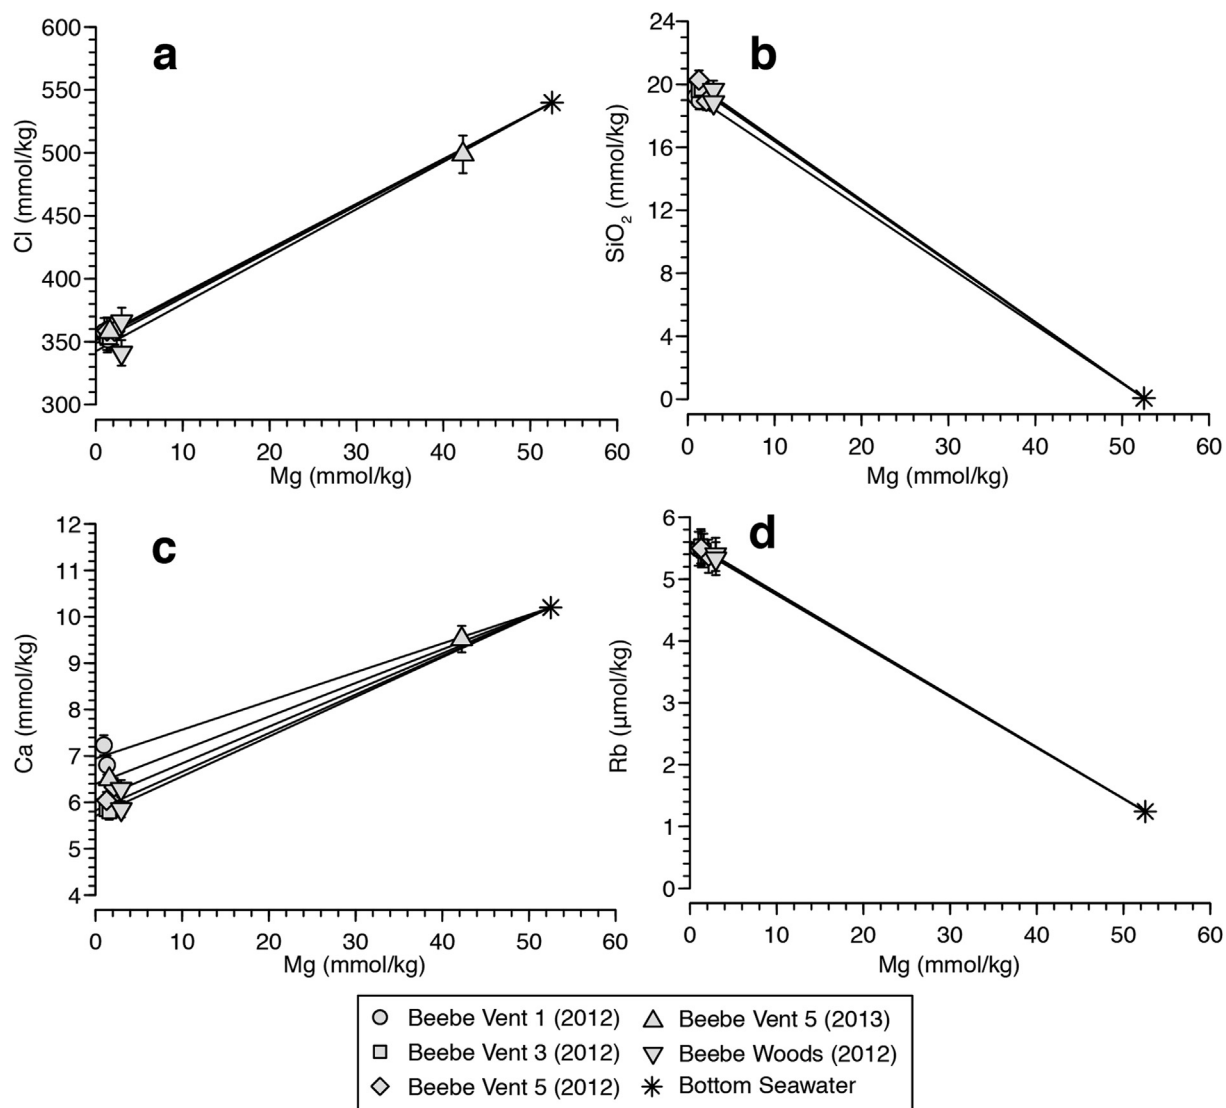 a
600
550
500
450
400
350
300
Cl (mmol/kg)
0 10 20 30 40 50 60
Mg (mmol/kg)
b
24
20
16
12
8
4
0
SiO₂ (mmol/kg)
0 10 20 30 40 50 60
Mg (mmol/kg)
c
12
11
10
9
8
7
6
5
4
Ca (mmol/kg)
0 10 20 30 40 50 60
Mg (mmol/kg)
d
6
5
4
3
2
1
0
Rb (µmol/kg)
0 10 20 30 40 50 60
Mg (mmol/kg)
Beebe Vent 1 (2012)
Beebe Vent 3 (2012)
Beebe Vent 5 (2012)
Beebe Vent 5 (2013)
Beebe Woods (2012)
Bottom Seawater